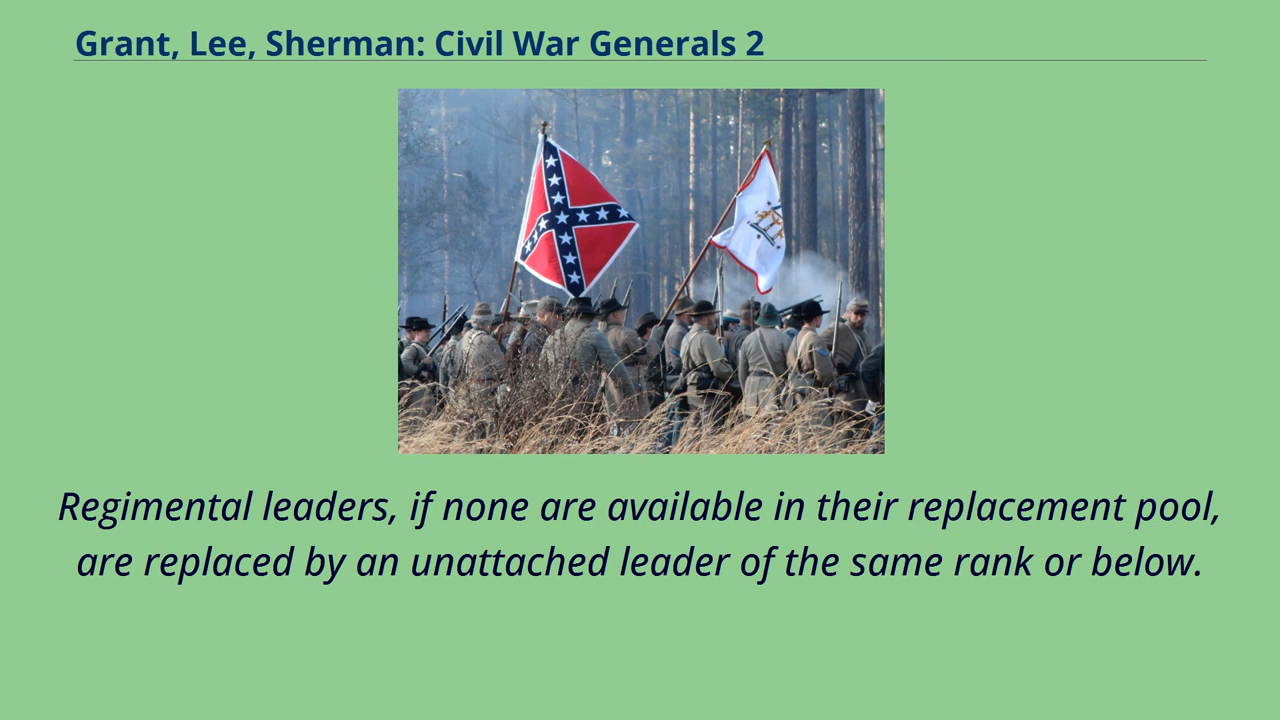 Grant, Lee, Sherman: Civil War Generals 2
Regimental leaders, if none are available in their replacement pool,
are replaced by an unattached leader of the same rank or below.